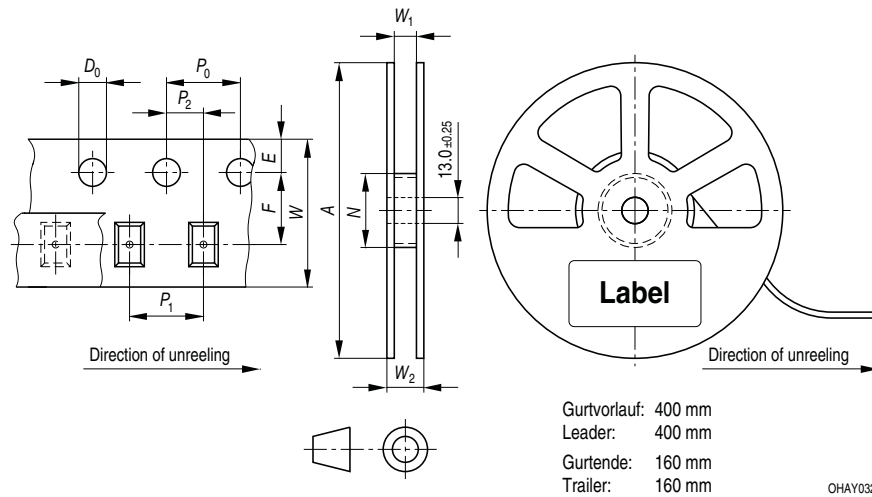 W1
D0
P0
P2
E
F
W
A
N
13.0 ±0.25
Label
P1
Direction of unreeling
W2
Direction of unreeling
Gurtvorlauf: 400 mm
Leader: 400 mm
Gurtende: 160 mm
Trailer: 160 mm